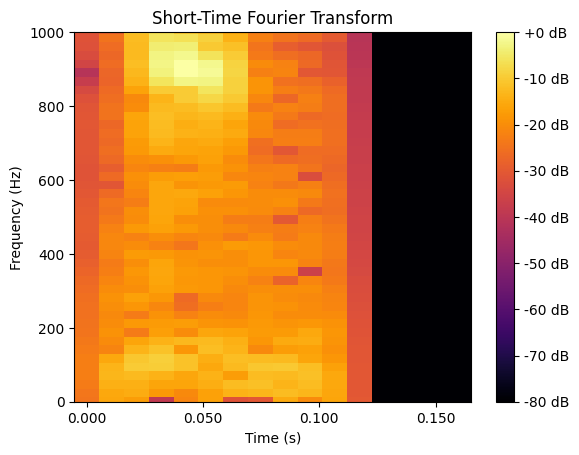 Short-Time Fourier Transform
1000
800
600
400
200
0
Frequency (Hz)
0.000
0.050
0.100
0.150
Time (s)
+0 dB
-10 dB
-20 dB
-30 dB
-40 dB
-50 dB
-60 dB
-70 dB
-80 dB